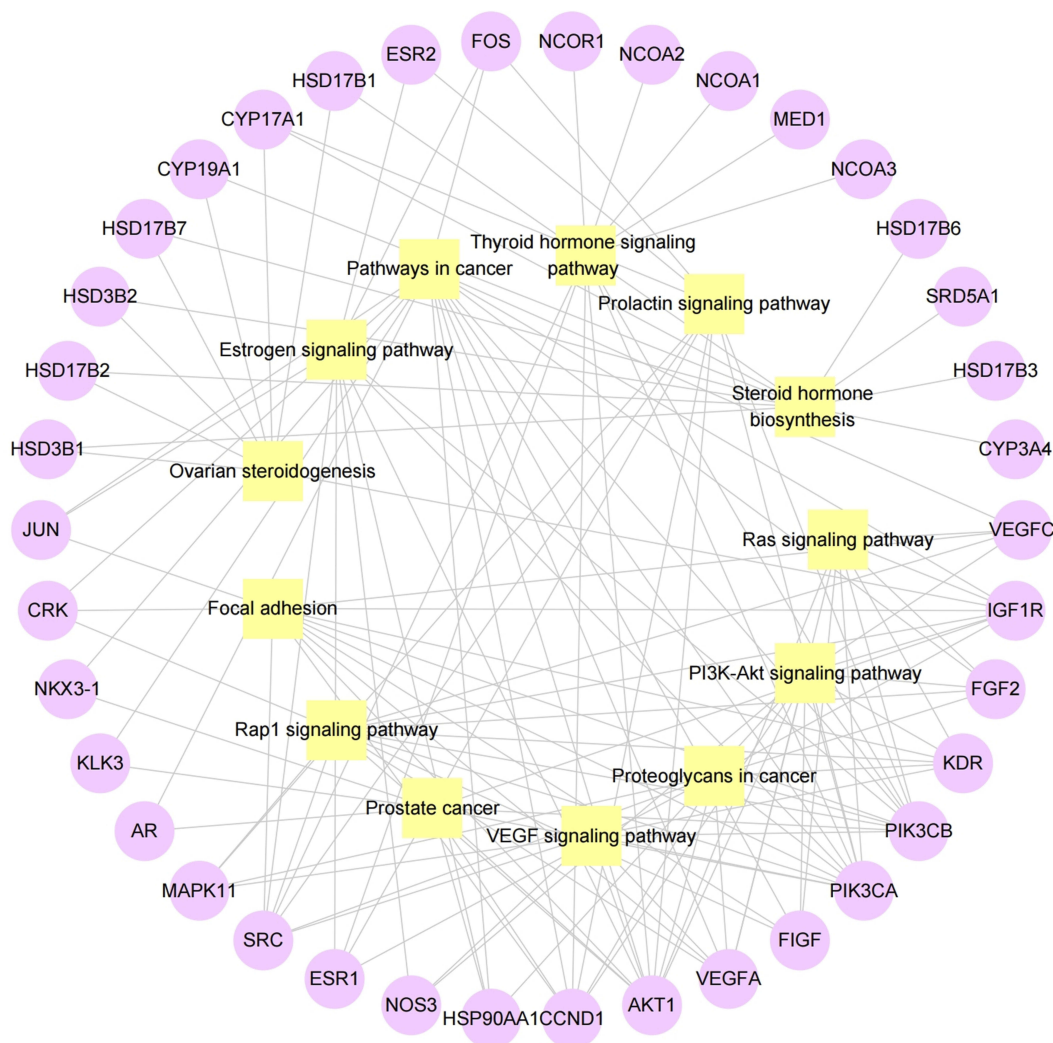 FOS
NCOR1
ESR2
NCOA2
HSD17B1
NCOA1
CYP17A1
MED1
CYP19A1
NCOA3
HSD17B7
HSD17B6
Thyroid hormone signaling
pathway
Pathways in cancer
HSD3B2
SRD5A1
Prolactin signaling pathway
Estrogen signaling pathway
HSD17B2
HSD17B3
Steroid hormone
biosynthesis
HSD3B1
CYP3A4
Ovarian steroidogenesis
JUN
VEGFC
Ras signaling pathway
Focal adhesion
CRK
IGF1R
PI3K-Akt signaling pathway
NKX3-1
FGF2
Rap1 signaling pathway
KLK3
KDR
Proteoglycans in cancer
Prostate cancer
AR
PIK3CB
VEGF signaling pathway
MAPK11
PIK3CA
SRC
FIGF
ESR1
VEGFA
NOS3
AKT1
HSP90AA1
CCND1